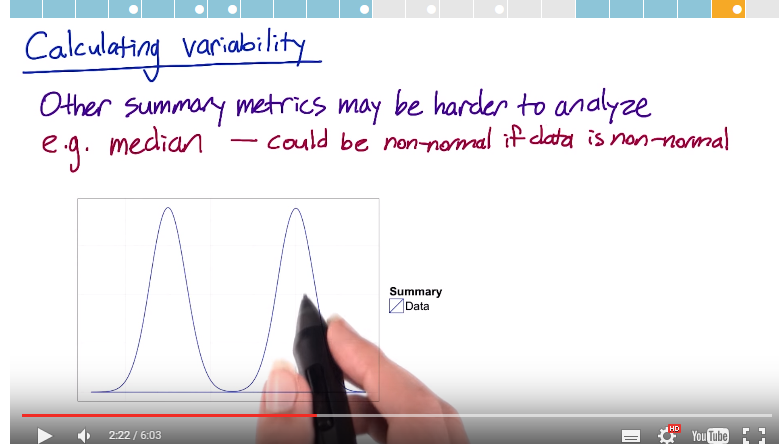 Calculating variability
Other summary metrics may be harder to analyze
e.g. median — could be non-normal if data is non-normal
Summary
Data
2:22 / 6:03
HD
YouTube